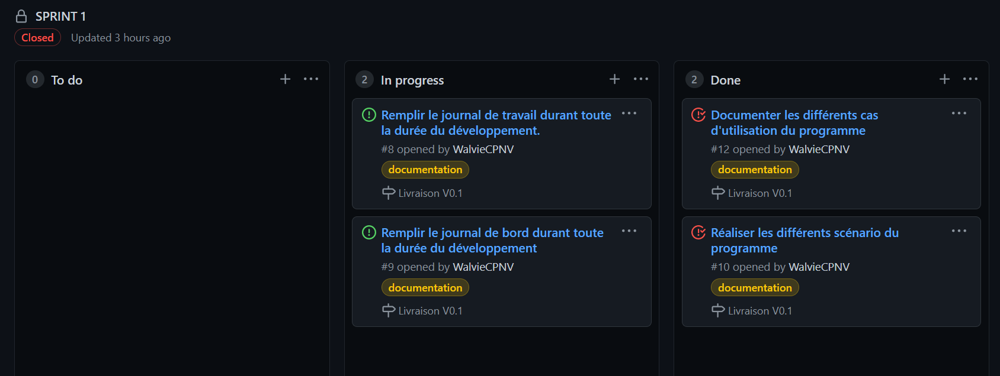 SPRINT 1
Closed Updated 3 hours ago
0 To do
2 In progress
Remplir le journal de travail durant toute
la durée du développement.
#8 opened by WalvieCPNV
documentation
Livraison V0.1
Remplir le journal de bord durant toute
la durée du développement
#9 opened by WalvieCPNV
documentation
Livraison V0.1
2 Done
Documenter les différents cas
d'utilisation du programme
#12 opened by WalvieCPNV
documentation
Livraison V0.1
Réaliser les différents scénario du
programme
#10 opened by WalvieCPNV
documentation
Livraison V0.1